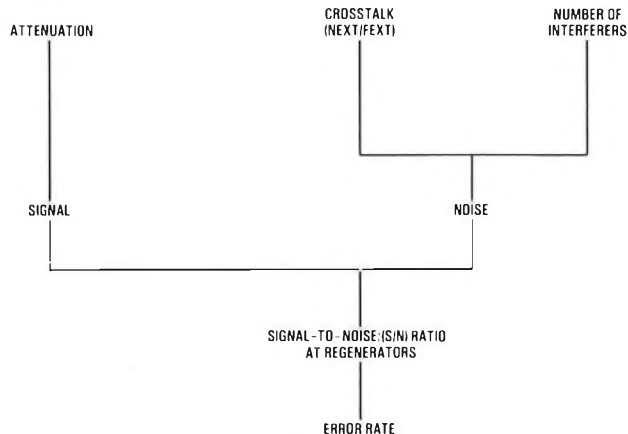 ATTENUATION
CROSSTALK
(NEXT/FEXT)
NUMBER OF
INTERFERERS
SIGNAL
NOISE
SIGNAL-TO-NOISE;(S/N) RATIO
AT REGENERATORS
ERROR RATE